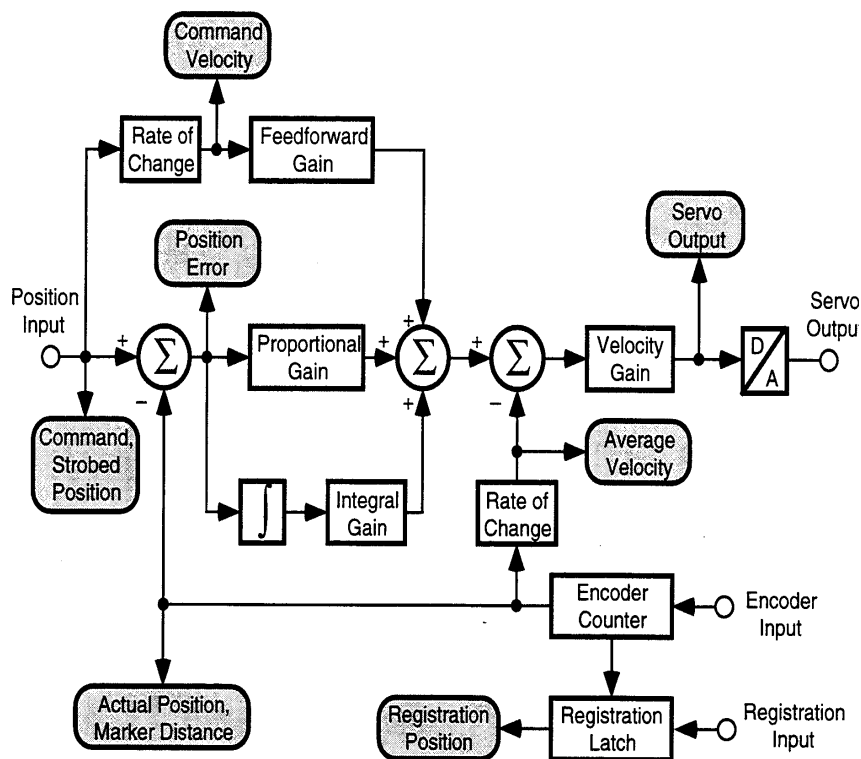 Command
Velocity
Rate of
Change
Feedforward
Gain
Position
Error
Servo
Output
Position
Input
Servo
Output
+
+
+
+
Σ
Proportional
Gain
Σ
+
Σ
Velocity
Gain
D/A
−
+
−
Command,
Strobed
Position
Average
Velocity
∫
Integral
Gain
Rate of
Change
Encoder
Counter
Encoder
Input
Actual Position,
Marker Distance
Registration
Position
Registration
Latch
Registration
Input